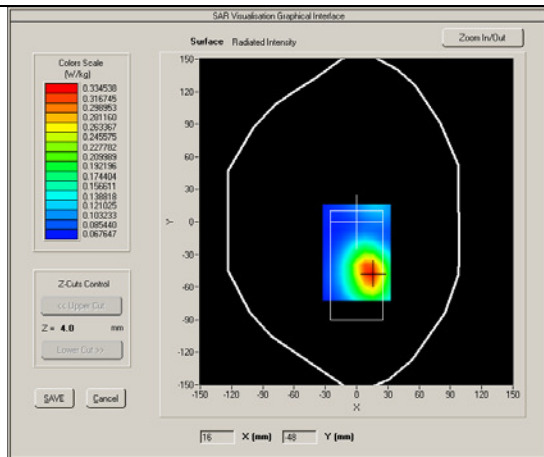 SAR Visualisation Graphical Interface
Surface Radiated Intensity
Zoom In/Out
Colors Scale
(W/kg)
0.334538
0.316745
0.298953
0.281160
0.263367
0.245575
0.227782
0.209989
0.192196
0.174404
0.156611
0.138818
0.121025
0.103233
0.085440
0.067647
Z-Cuts Control
<< Upper Cut
Z = 4.0 mm
Lower Cut >>
SAVE Cancel
150-
120-
90-
60-
30-
0-
-30-
-60-
-90-
-120-
-150-
Y
-150 -120 -90 -60 -30 0 30 60 90 120 150
X
16 X (mm) -48 Y (mm)